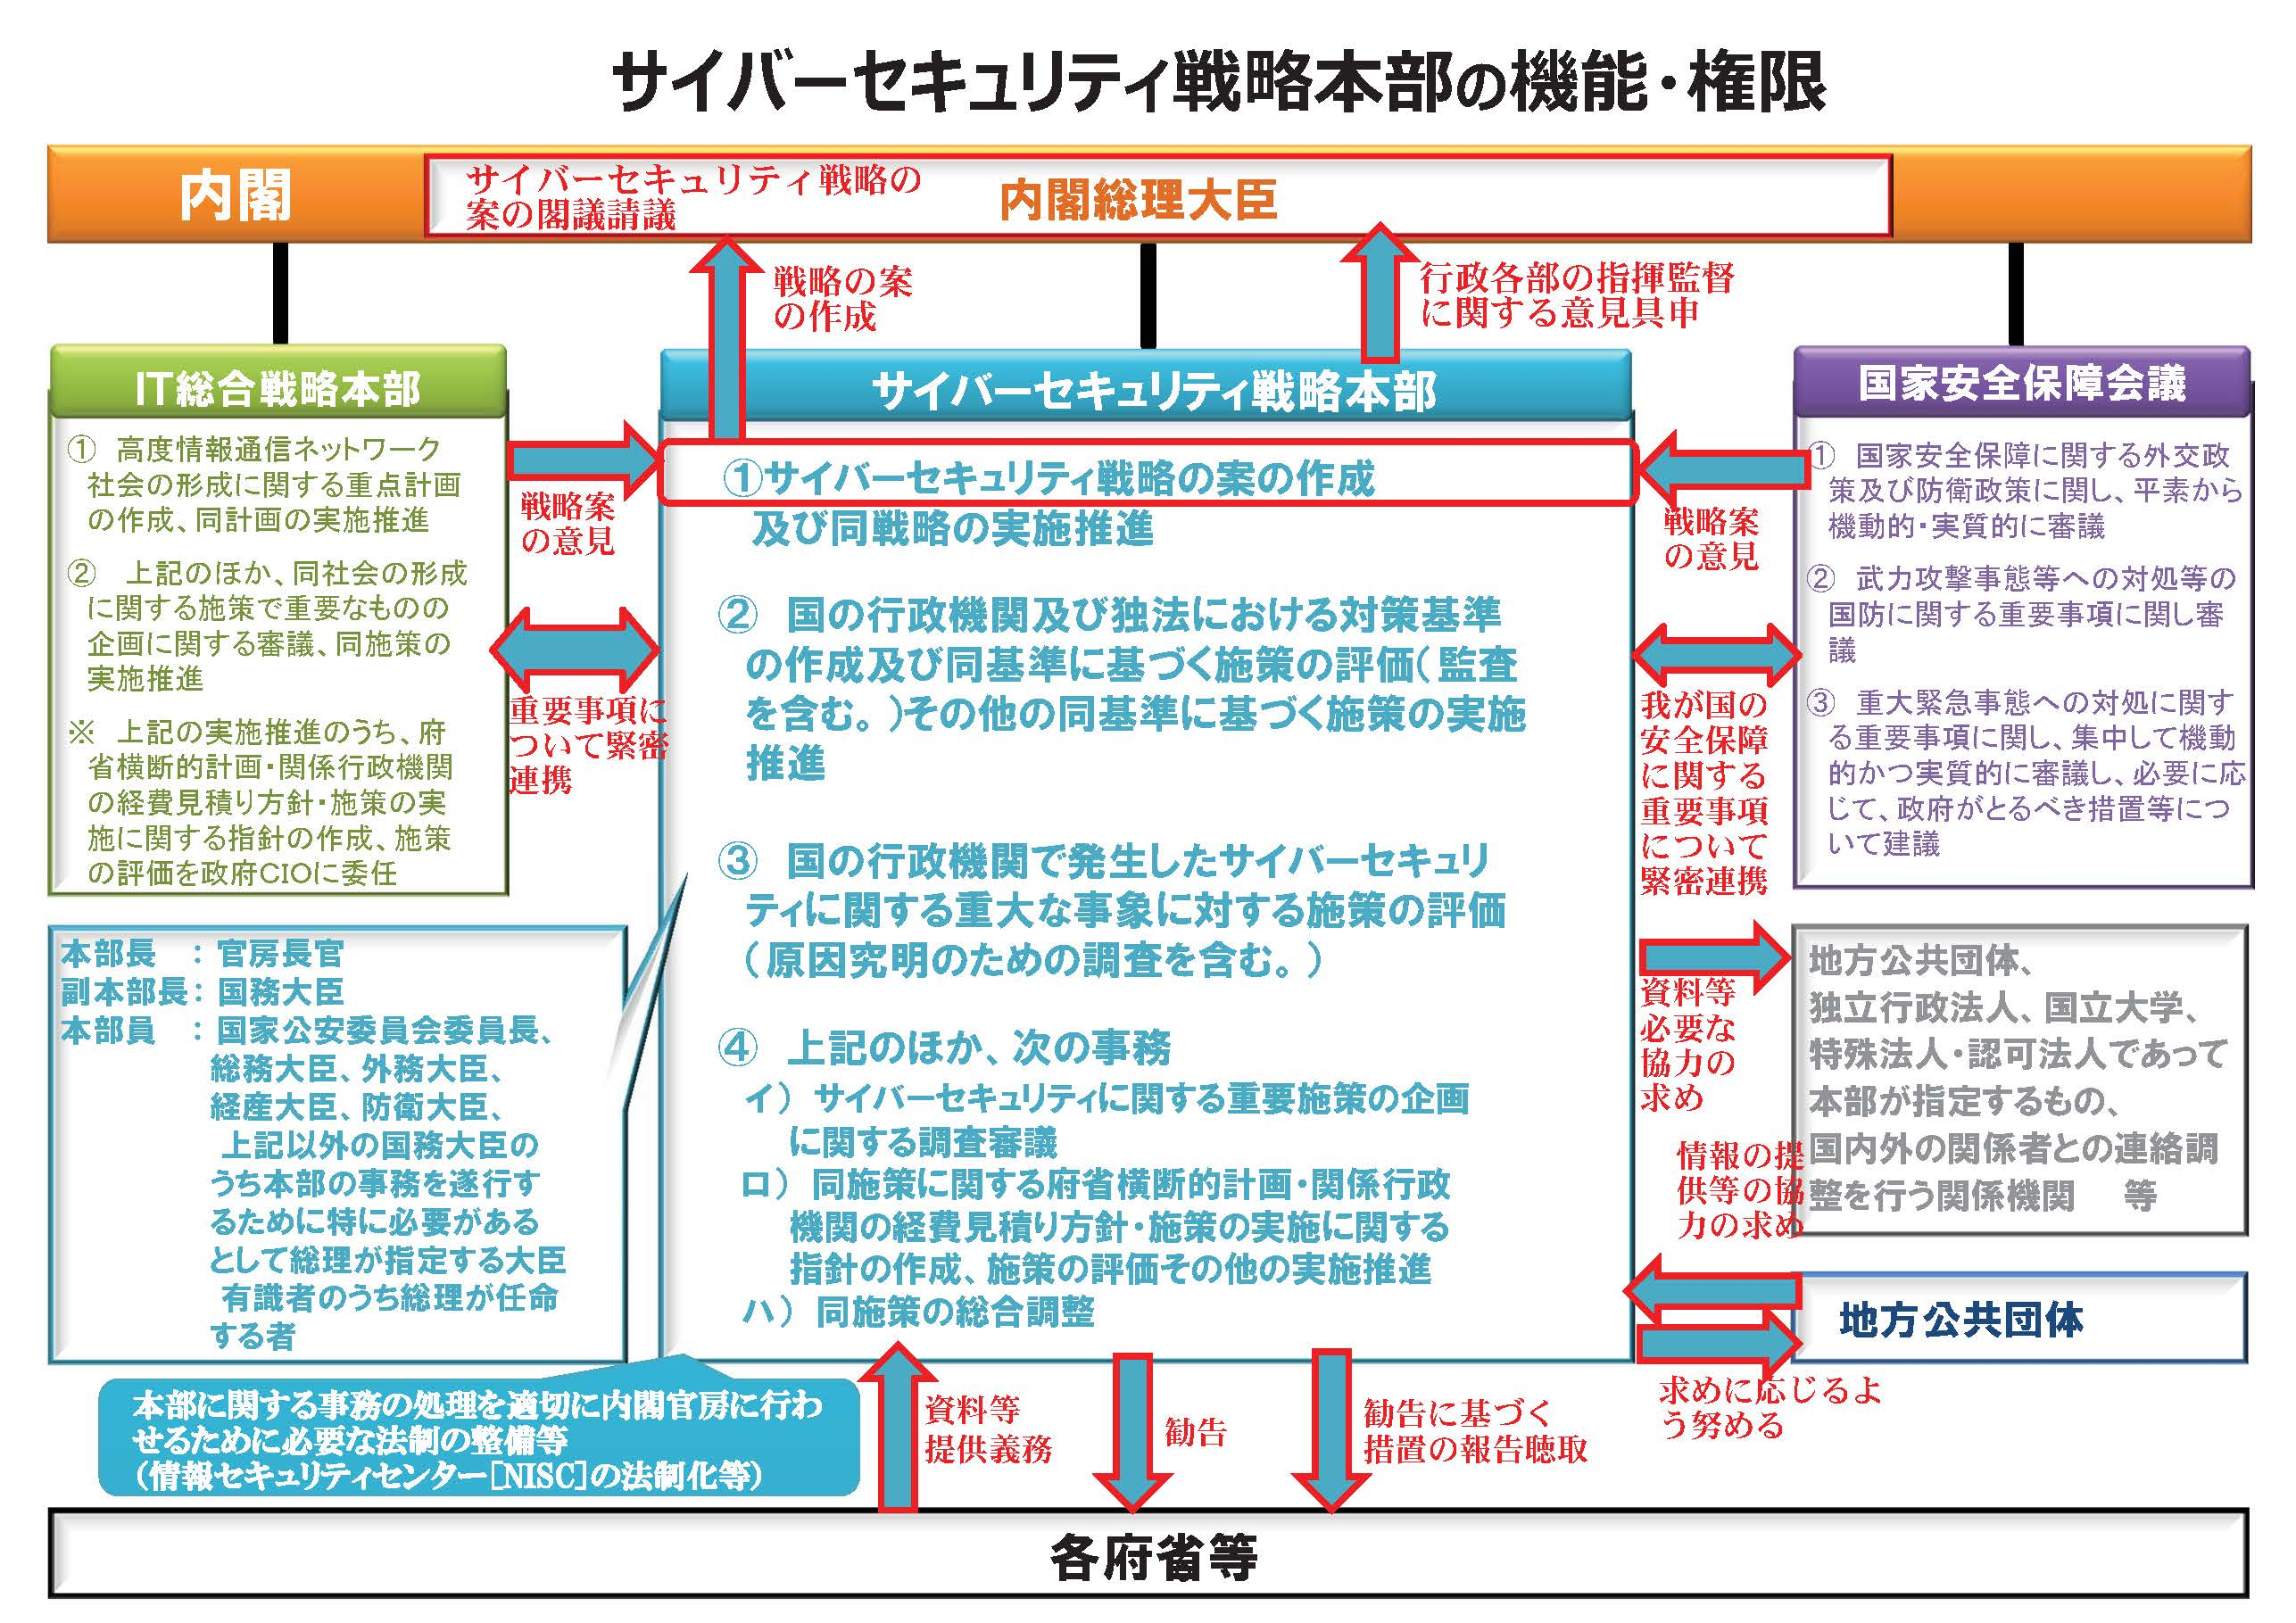 サイバーセキュリティ戦略本部の機能・権限
内閣
サイバーセキュリティ戦略の
案の閣議請議
内閣総理大臣
戦略の案
の作成
行政各部の指揮監督
に関する意見具申
IT総合戦略本部
① 高度情報通信ネットワーク
社会の形成に関する重点計画
の作成、同計画の実施推進
② 上記のほか、同社会の形成
に関する施策で重要なものの
企画に関する審議、同施策の
実施推進
※ 上記の実施推進のうち、府
省横断的計画・関係行政機関
の経費見積り方針・施策の実
施に関する指針の作成、施策
の評価を政府CIOに委任
戦略案
の意見
重要事項に
ついて緊密
連携
サイバーセキュリティ戦略本部
①サイバーセキュリティ戦略の案の作成
及び同戦略の実施推進
② 国の行政機関及び独法における対策基準
の作成及び同基準に基づく施策の評価（監査
を含む。）その他の同基準に基づく施策の実施
推進
③ 国の行政機関で発生したサイバーセキュリ
ティに関する重大な事象に対する施策の評価
（原因究明のための調査を含む。）
④ 上記のほか、次の事務
イ） サイバーセキュリティに関する重要施策の企画
に関する調査審議
ロ） 同施策に関する府省横断的計画・関係行政
機関の経費見積り方針・施策の実施に関する
指針の作成、施策の評価その他の実施推進
ハ） 同施策の総合調整
戦略案
の意見
我が国の
安全保障
に関する
重要事項
について
緊密連携
国家安全保障会議
① 国家安全保障に関する外交政
策及び防衛政策に関し、平素から
機動的・実質的に審議
② 武力攻撃事態等への対処等の
国防に関する重要事項に関し審
議
③ 重大緊急事態への対処に関す
る重要事項に関し、集中して機動
的かつ実質的に審議し、必要に応
じて、政府がとるべき措置等につ
いて建議
本部長 ： 官房長官
副本部長： 国務大臣
本部員 ： 国家公安委員会委員長、
総務大臣、外務大臣、
経産大臣、防衛大臣、
上記以外の国務大臣の
うち本部の事務を遂行す
るために特に必要がある
として総理が指定する大臣
有識者のうち総理が任命
する者
資料等
必要な
協力の
求め
地方公共団体、
独立行政法人、国立大学、
特殊法人・認可法人であって
本部が指定するもの、
国内外の関係者との連絡調
整を行う関係機関 等
情報の提
供等の協
力の求め
地方公共団体
求めに応じるよ
う努める
本部に関する事務の処理を適切に内閣官房に行わ
せるために必要な法制の整備等
（情報セキュリティセンター［NISC］の法制化等）
資料等
提供義務
勧告
勧告に基づく
措置の報告聴取
各府省等